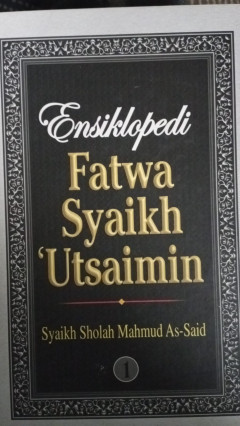 Ensiklopedi
Fatwa
Syaikh
'Utsaimin
Syaikh Sholah Mahmud As-Said
1